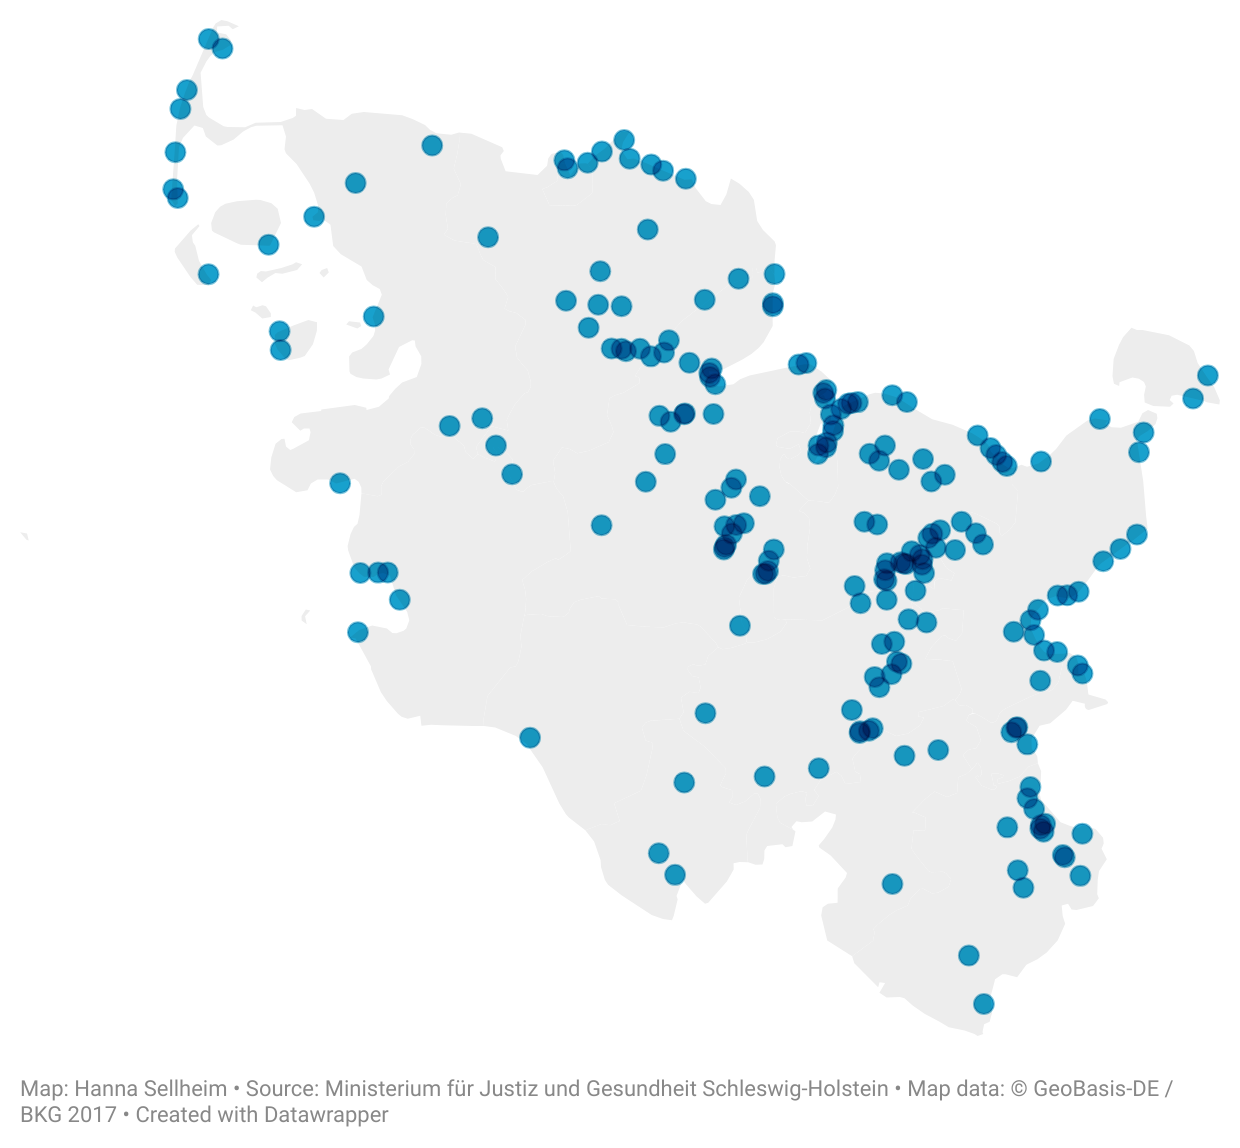 Map: Hanna Sellheim • Source: Ministerium für Justiz und Gesundheit Schleswig-Holstein • Map data: © GeoBasis-DE /
BKG 2017 • Created with Datawrapper